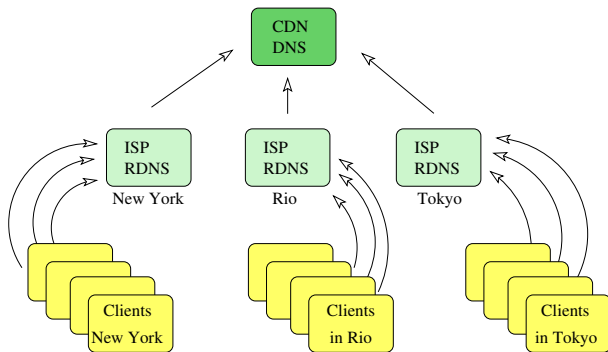 CDN
DNS
ISP
RDNS
New York
ISP
RDNS
Rio
ISP
RDNS
Tokyo
Clients
New York
Clients
in Rio
Clients
in Tokyo